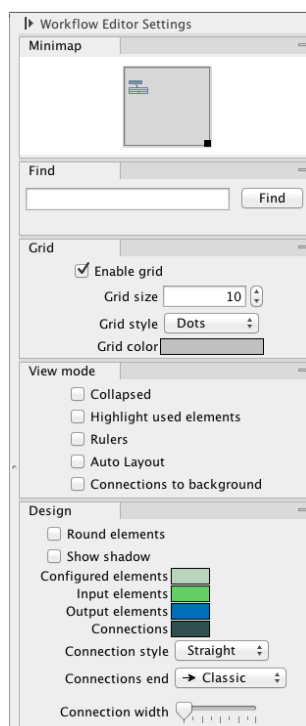 Workflow Editor Settings
Minimap
Find
Find
Grid
Enable grid
Grid size 10
Grid style Dots
Grid color
View mode
Collapsed
Highlight used elements
Rulers
Auto Layout
Connections to background
Design
Round elements
Show shadow
Configured elements
Input elements
Output elements
Connections
Connection style Straight
Connections end Classic
Connection width